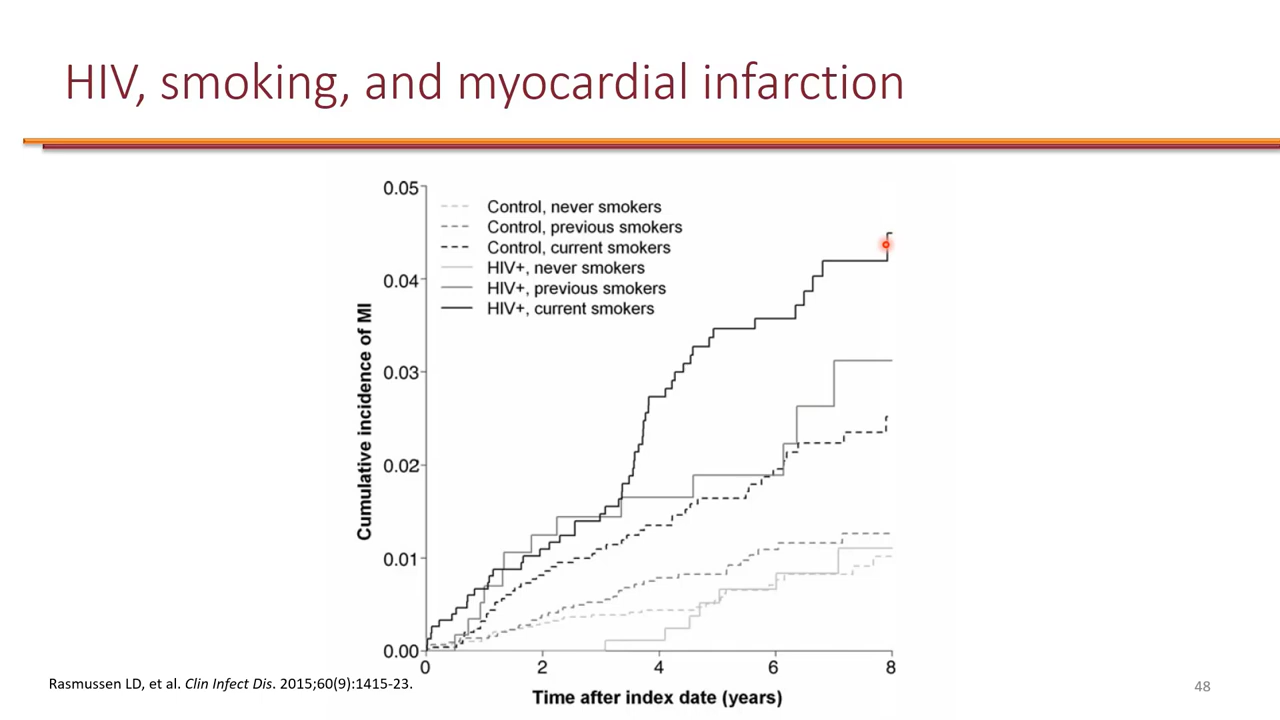 HIV, smoking, and myocardial infarction
0.05
0.04
0.03
0.02
0.01
0.00
Cumulative incidence of MI
Control, never smokers
Control, previous smokers
Control, current smokers
HIV+, never smokers
HIV+, previous smokers
HIV+, current smokers
0 2 4 6 8
Time after index date (years)
Rasmussen LD, et al. Clin Infect Dis. 2015;60(9):1415-23.
48